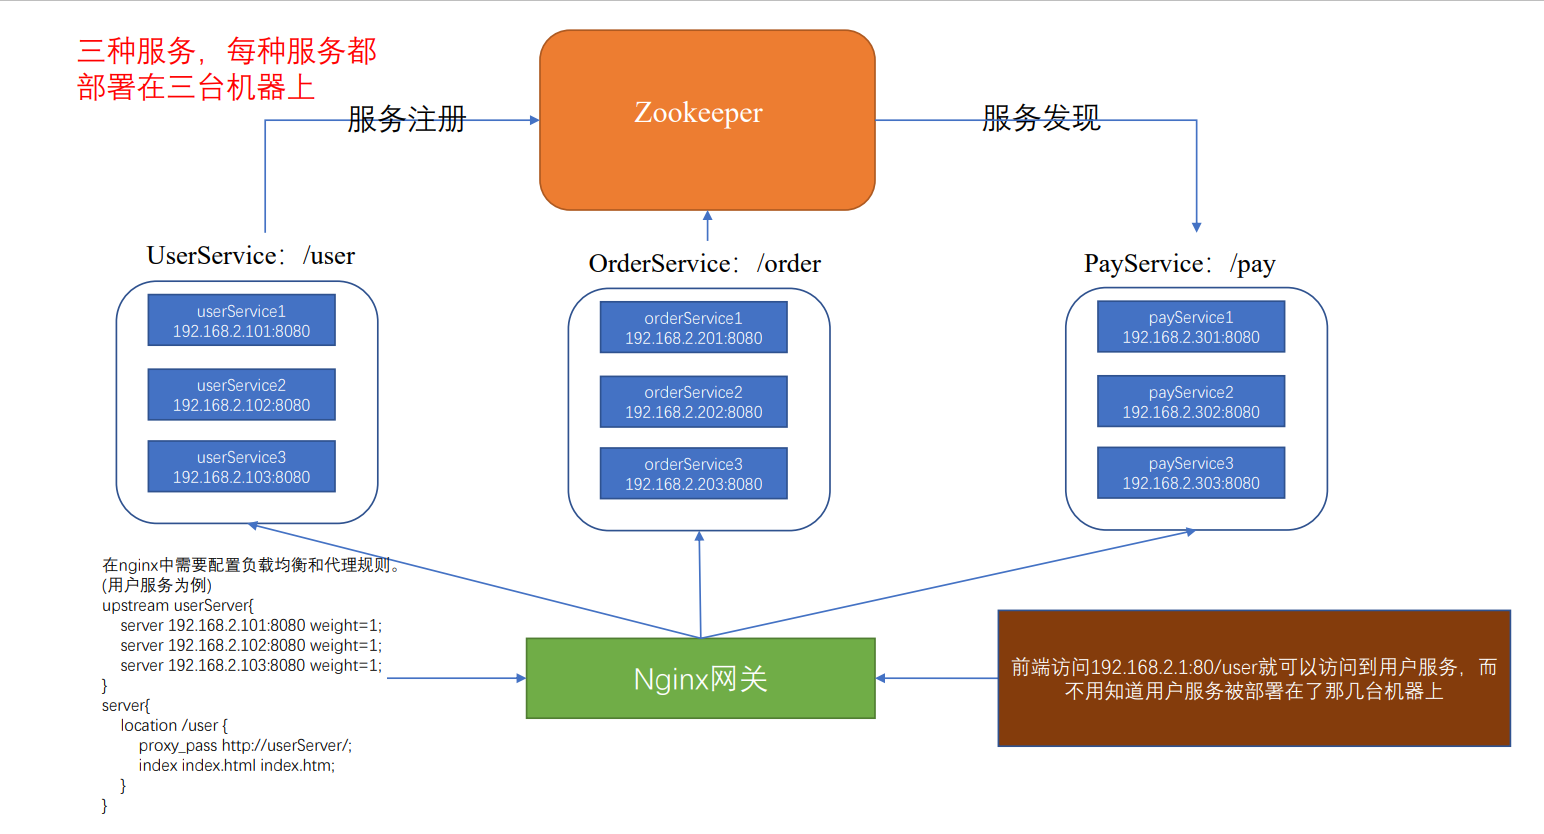 三种服务，每种服务都
部署在三台机器上
服务注册
Zookeeper
服务发现
UserService：/user
userService1
192.168.2.101:8080
userService2
192.168.2.102:8080
userService3
192.168.2.103:8080
OrderService：/order
orderService1
192.168.2.201:8080
orderService2
192.168.2.202:8080
orderService3
192.168.2.203:8080
PayService：/pay
payService1
192.168.2.301:8080
payService2
192.168.2.302:8080
payService3
192.168.2.303:8080
在nginx中需要配置负载均衡和代理规则。
(用户服务为例)
upstream userServer{
server 192.168.2.101:8080 weight=1;
server 192.168.2.102:8080 weight=1;
server 192.168.2.103:8080 weight=1;
}
server{
location /user {
proxy_pass http://userServer/;
index index.html index.htm;
}
}
Nginx网关
前端访问192.168.2.1:80/user就可以访问到用户服务，而
不用知道用户服务被部署在了那几台机器上